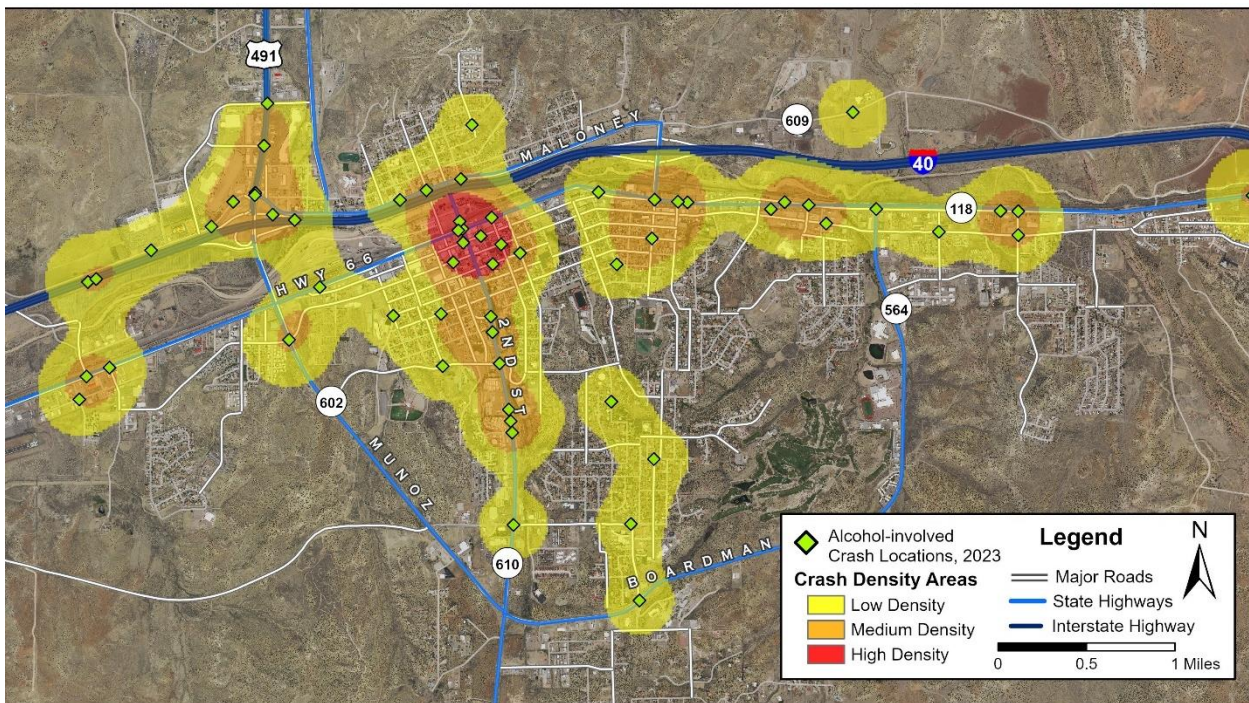 491
609
MALONEY
40
118
HWY 66
2ND ST
564
602
MUNOZ
610
BOARDMAN
Alcohol-involved
Crash Locations, 2023
Crash Density Areas
Low Density
Medium Density
High Density
Legend
Major Roads
State Highways
Interstate Highway
0 0.5 1 Miles
N